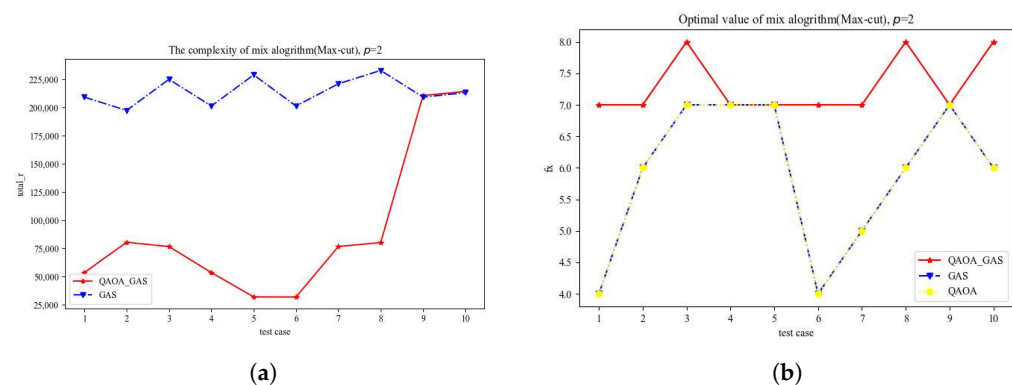 The complexity of mix alogrithm(Max-cut), p=2
225,000
200,000
175,000
150,000
125,000
100,000
75,000
50,000
25,000
total_r
QAOA_GAS
GAS
1 2 3 4 5 6 7 8 9 10
test case
(a)
Optimal value of mix alogrithm(Max-cut), p=2
8.0
7.5
7.0
6.5
6.0
5.5
5.0
4.5
4.0
fx
QAOA_GAS
GAS
QAOA
1 2 3 4 5 6 7 8 9 10
test case
(b)